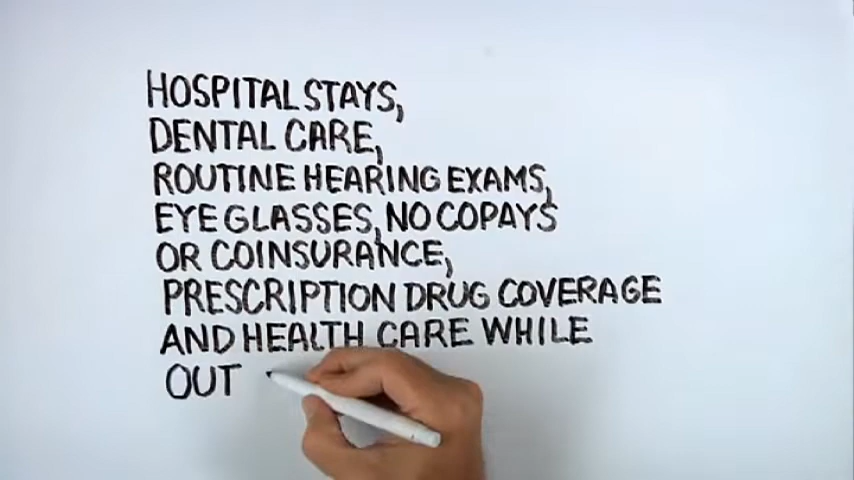 HOSPITAL STAYS,
DENTAL CARE,
ROUTINE HEARING EXAMS,
EYE GLASSES, NO COPAYS
OR COINSURANCE,
PRESCRIPTION DRUG COVERAGE
AND HEALTH CARE WHILE
OUT